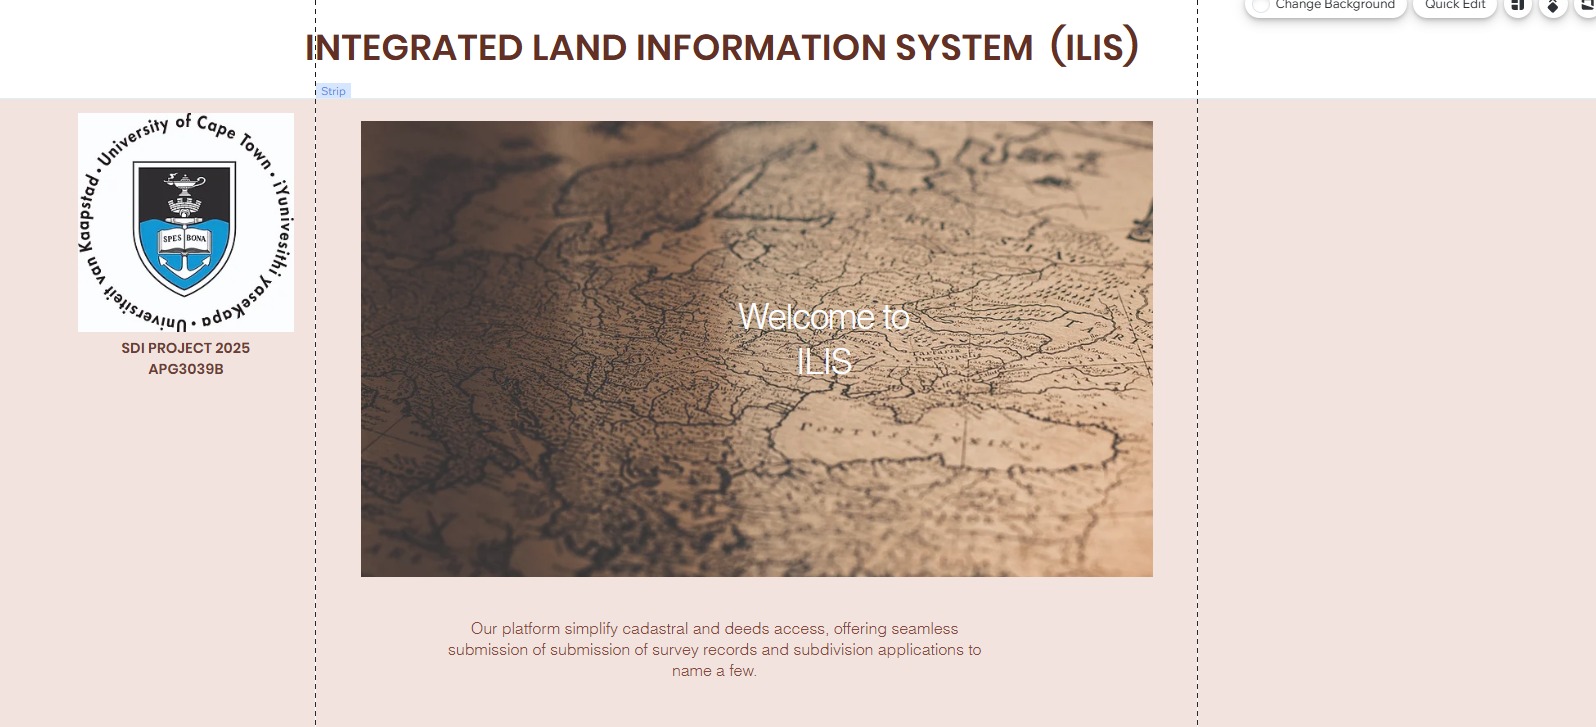 Change Background
Quick Edit
INTEGRATED LAND INFORMATION SYSTEM (ILIS)
Strip
University of Cape Town • iYunivesithi yaseKapa • Universiteit van Kaapstad •
SPES BONA
SDI PROJECT 2025
APG3039B
Welcome to
ILIS
PONTVS EVXINVS
Our platform simplify cadastral and deeds access, offering seamless
submission of submission of survey records and subdivision applications to
name a few.